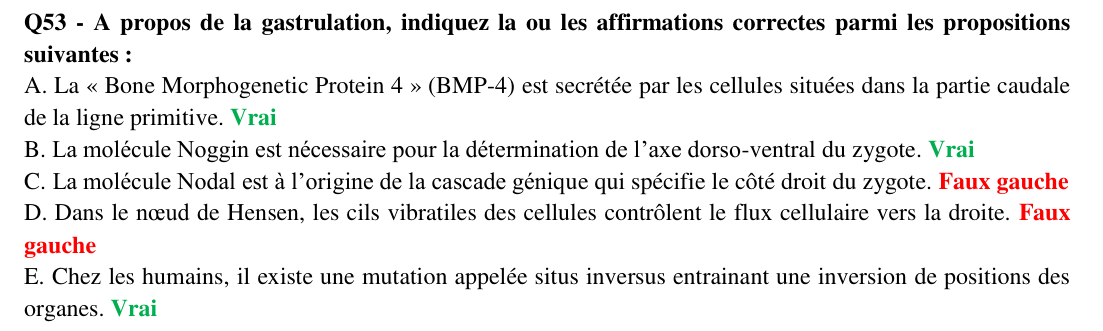 Q53 - A propos de la gastrulation, indiquez la ou les affirmations correctes parmi les propositions
suivantes :
A. La « Bone Morphogenetic Protein 4 » (BMP-4) est secrétée par les cellules situées dans la partie caudale
de la ligne primitive. Vrai
B. La molécule Noggin est nécessaire pour la détermination de l’axe dorso-ventral du zygote. Vrai
C. La molécule Nodal est à l’origine de la cascade génique qui spécifie le côté droit du zygote. Faux gauche
D. Dans le nœud de Hensen, les cils vibratiles des cellules contrôlent le flux cellulaire vers la droite. Faux
gauche
E. Chez les humains, il existe une mutation appelée situs inversus entrainant une inversion de positions des
organes. Vrai